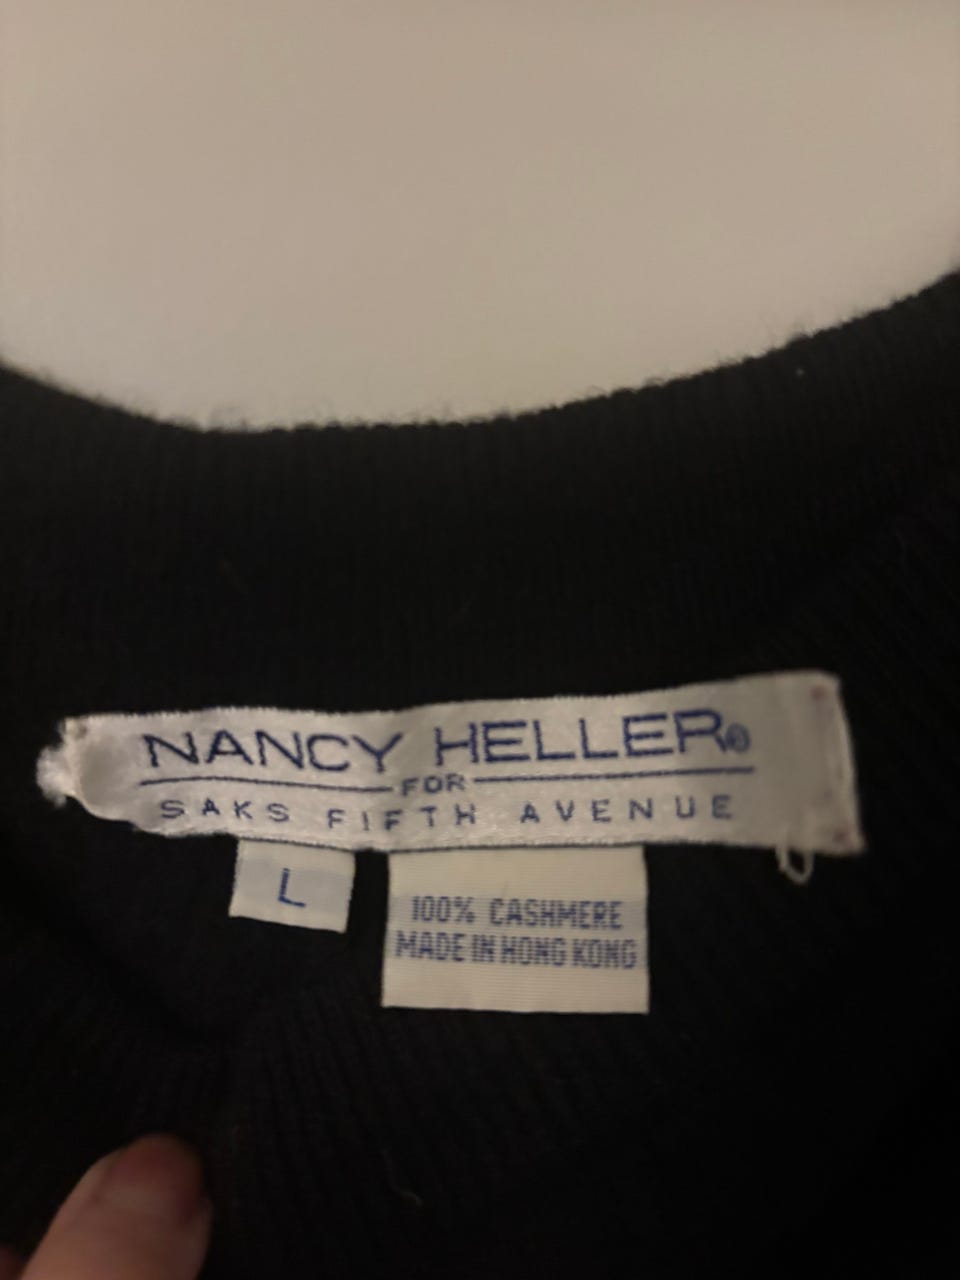 NANCY HELLER®
FOR
SAKS FIFTH AVENUE
L
100% CASHMERE
MADE IN HONG KONG